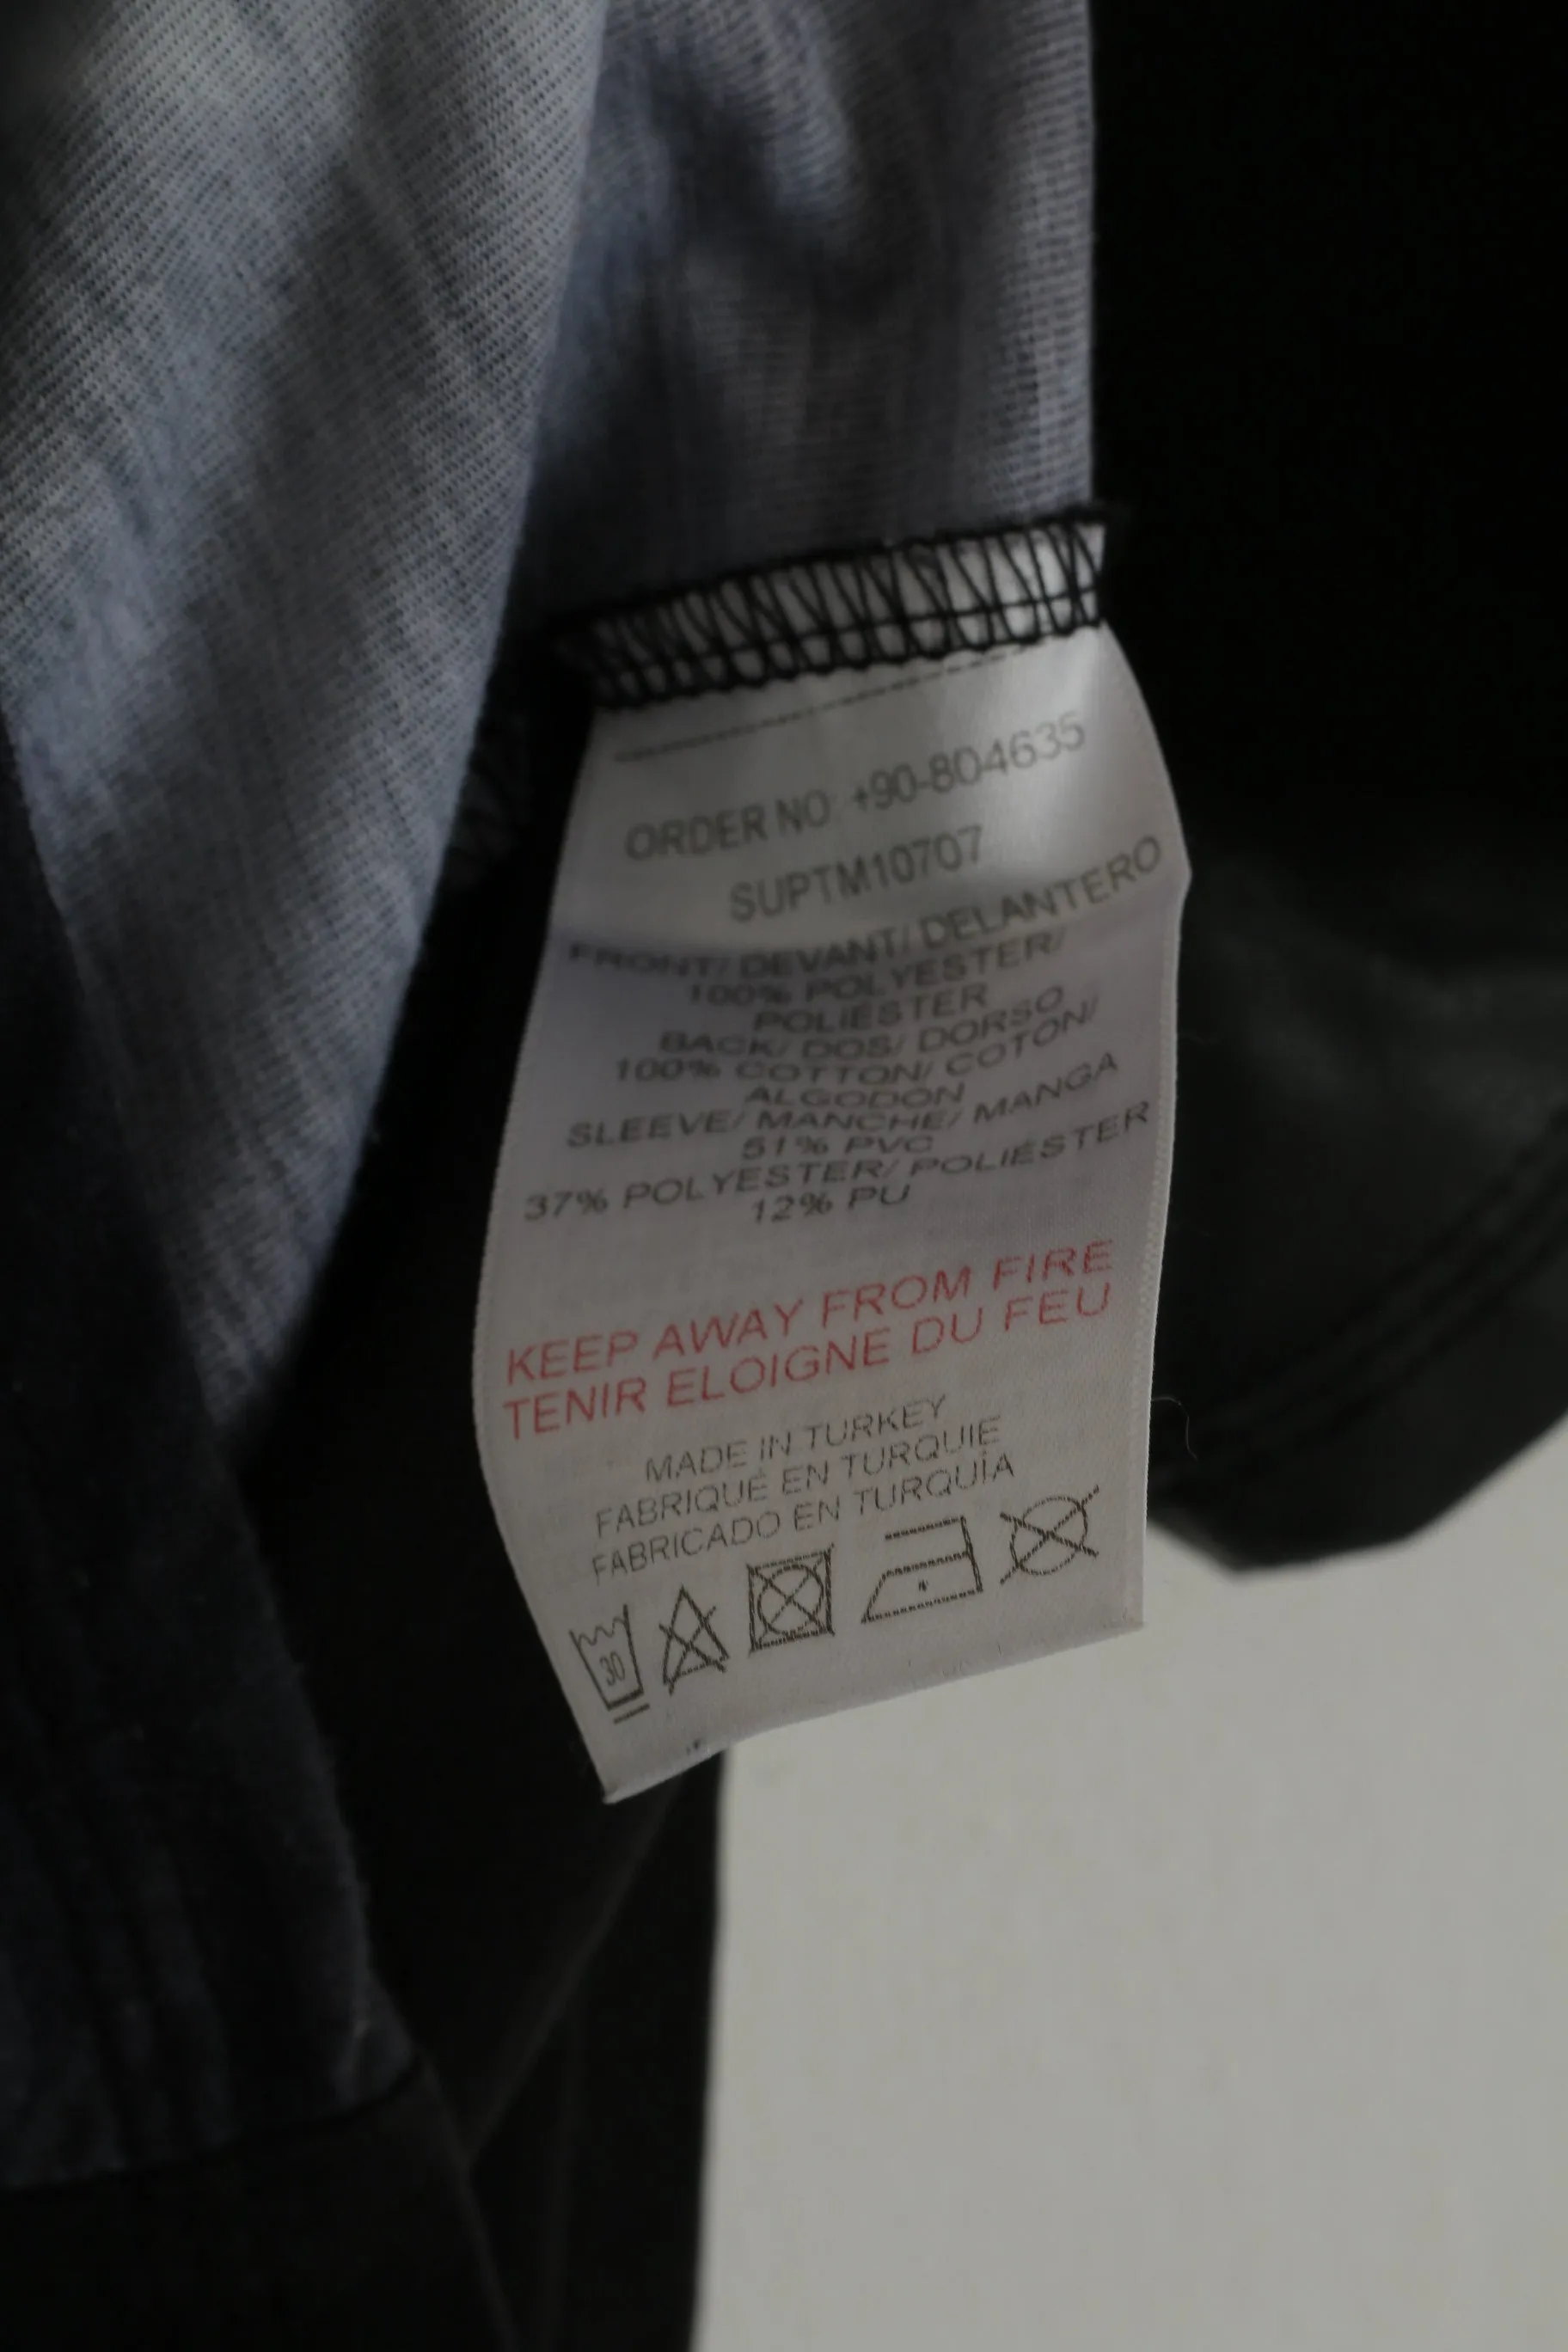 ORDER NO: +90-804635
SUPTM10707
FRONT/ DEVANT/ DELANTERO
100% POLYESTER/
POLIÉSTER
BACK/ DOS/ DORSO
100% COTTON/ COTON/
ALGODON
SLEEVE/ MANCHE/ MANGA
51% PVC
37% POLYESTER/ POLIÉSTER
12% PU
KEEP AWAY FROM FIRE
TENIR ELOIGNE DU FEU
MADE IN TURKEY
FABRIQUÉ EN TURQUIE
FABRICADO EN TURQUÍA
30